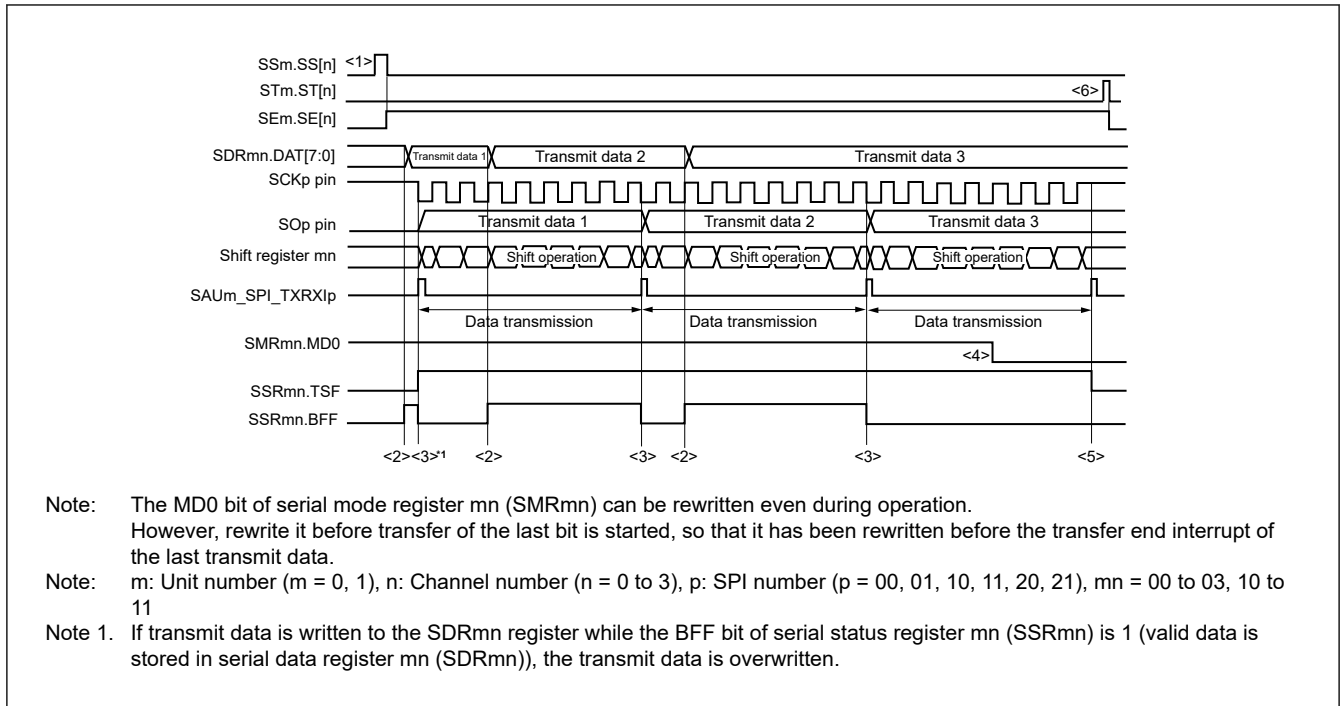 SSm.SS[n] <1>
STm.ST[n] <6>
SEm.SE[n]
SDRmn.DAT[7:0] Transmit data 1 Transmit data 2 Transmit data 3
SCKp pin
SOp pin Transmit data 1 Transmit data 2 Transmit data 3
Shift register mn Shift operation Shift operation Shift operation
SAUm_SPI_TXRXIp
Data transmission Data transmission Data transmission
SMRmn.MD0
<4>
SSRmn.TSF
SSRmn.BFF
<2> <3>*1 <2> <3> <2> <3> <5>
Note: The MD0 bit of serial mode register mn (SMRmn) can be rewritten even during operation.
However, rewrite it before transfer of the last bit is started, so that it has been rewritten before the transfer end interrupt of
the last transmit data.
Note: m: Unit number (m = 0, 1), n: Channel number (n = 0 to 3), p: SPI number (p = 00, 01, 10, 11, 20, 21), mn = 00 to 03, 10 to
11
Note 1. If transmit data is written to the SDRmn register while the BFF bit of serial status register mn (SSRmn) is 1 (valid data is
stored in serial data register mn (SDRmn)), the transmit data is overwritten.